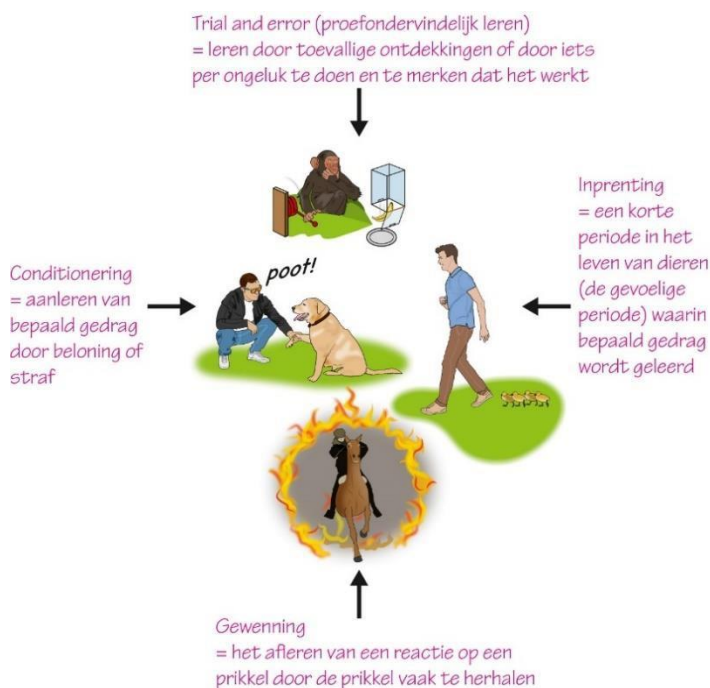 Trial and error (proefondervindelijk leren)
= leren door toevallige ontdekkingen of door iets
per ongeluk te doen en te merken dat het werkt
Inprenting
= een korte
periode in het
leven van dieren
(de gevoelige
periode) waarin
bepaald gedrag
wordt geleerd
Conditionering
= aanleren van
bepaald gedrag
door beloning of
straf
poot!
Gewenning
= het afleren van een reactie op een
prikkel door de prikkel vaak te herhalen